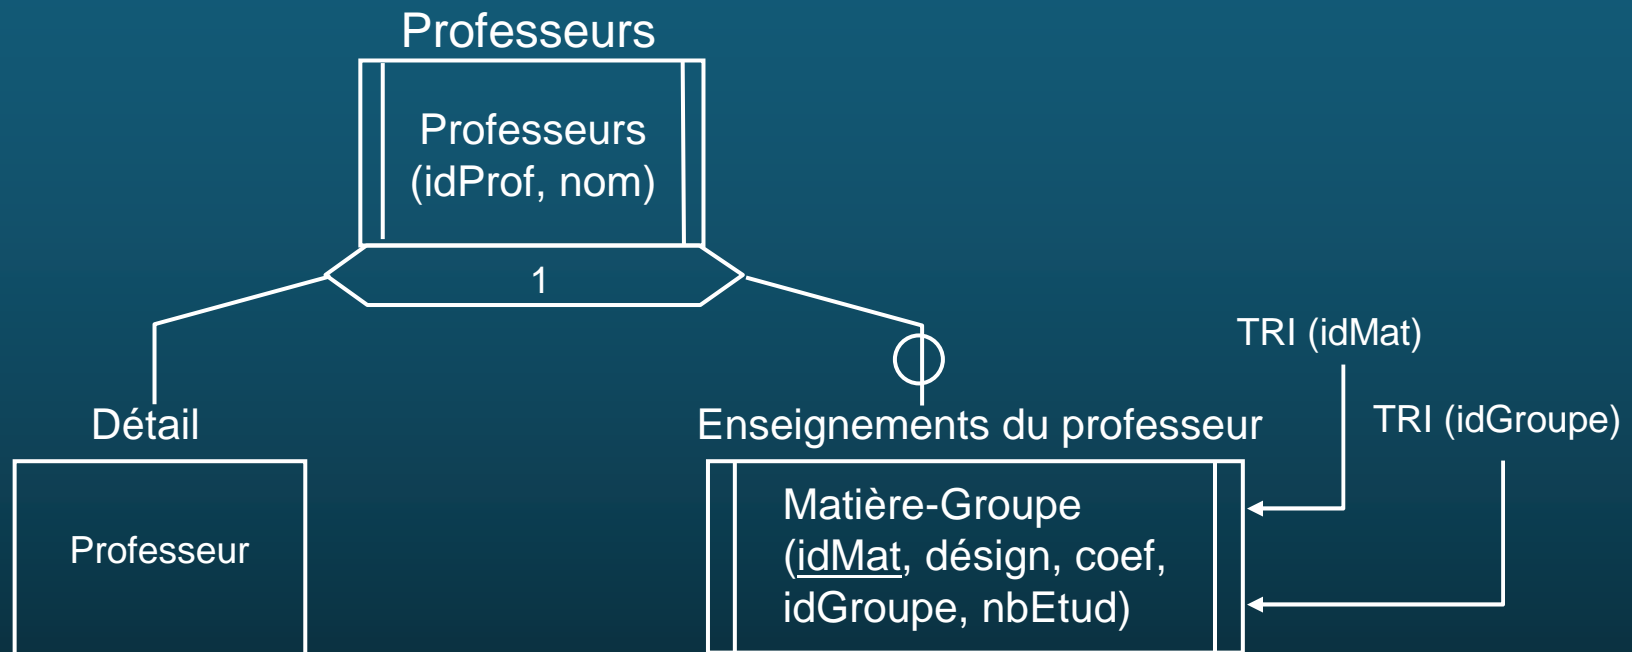 Professeurs
Professeurs
(idProf, nom)
1
TRI (idMat)
TRI (idGroupe)
Détail
Enseignements du professeur
Professeur
Matière-Groupe
(idMat, désign, coef,
idGroupe, nbEtud)